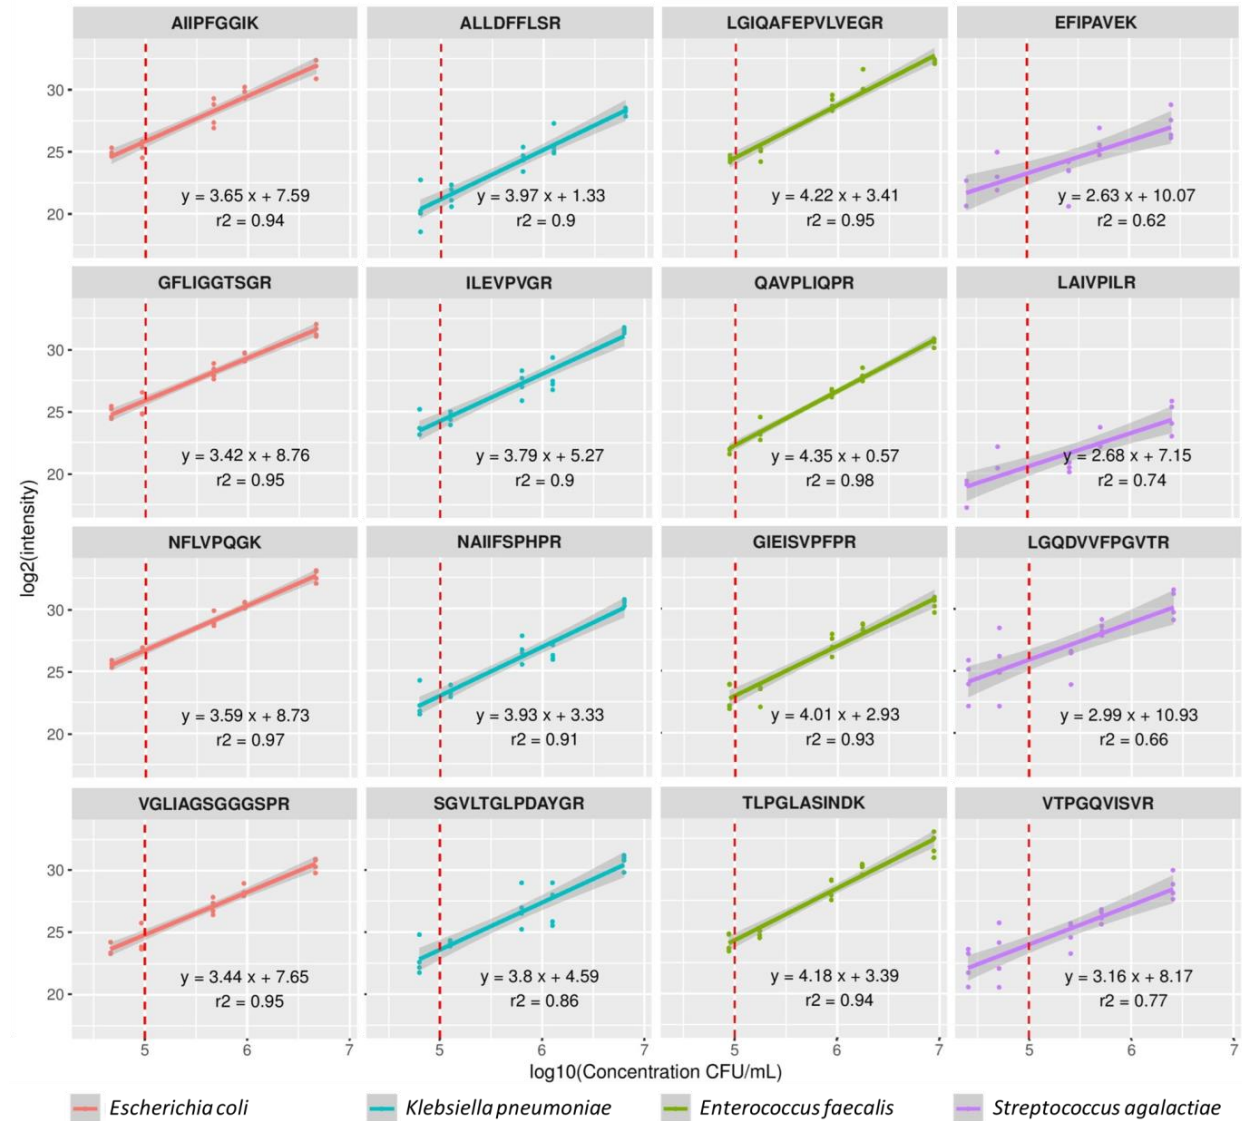 AIIPFGGIK ALLDFFLSR LGIQAFEPVLVEGR EFIPAVEK
30
25
20
y = 3.65 x + 7.59 y = 3.97 x + 1.33 y = 4.22 x + 3.41 y = 2.63 x + 10.07
r2 = 0.94 r2 = 0.9 r2 = 0.95 r2 = 0.62
GFLIGGTSGR ILEVPVGR QAVPLIQPR LAIVPILR
30
25
20
y = 3.42 x + 8.76 y = 3.79 x + 5.27 y = 4.35 x + 0.57 y = 2.68 x + 7.15
r2 = 0.95 r2 = 0.9 r2 = 0.98 r2 = 0.74
log2(intensity)
NFLVPQGK NAIIFSPHPR GIEISVPFPR LGQDVVFPGVTR
30
25
20
y = 3.59 x + 8.73 y = 3.93 x + 3.33 y = 4.01 x + 2.93 y = 2.99 x + 10.93
r2 = 0.97 r2 = 0.91 r2 = 0.93 r2 = 0.66
VGLIAGSGGGSPR SGVLTGLPDAYGR TLPGLASINDK VTPGQVISVR
30
25
20
y = 3.44 x + 7.65 y = 3.8 x + 4.59 y = 4.18 x + 3.39 y = 3.16 x + 8.17
r2 = 0.95 r2 = 0.86 r2 = 0.94 r2 = 0.77
5 6 7 5 6 7 5 6 7 5 6 7
log10(Concentration CFU/mL)
Escherichia coli Klebsiella pneumoniae Enterococcus faecalis Streptococcus agalactiae